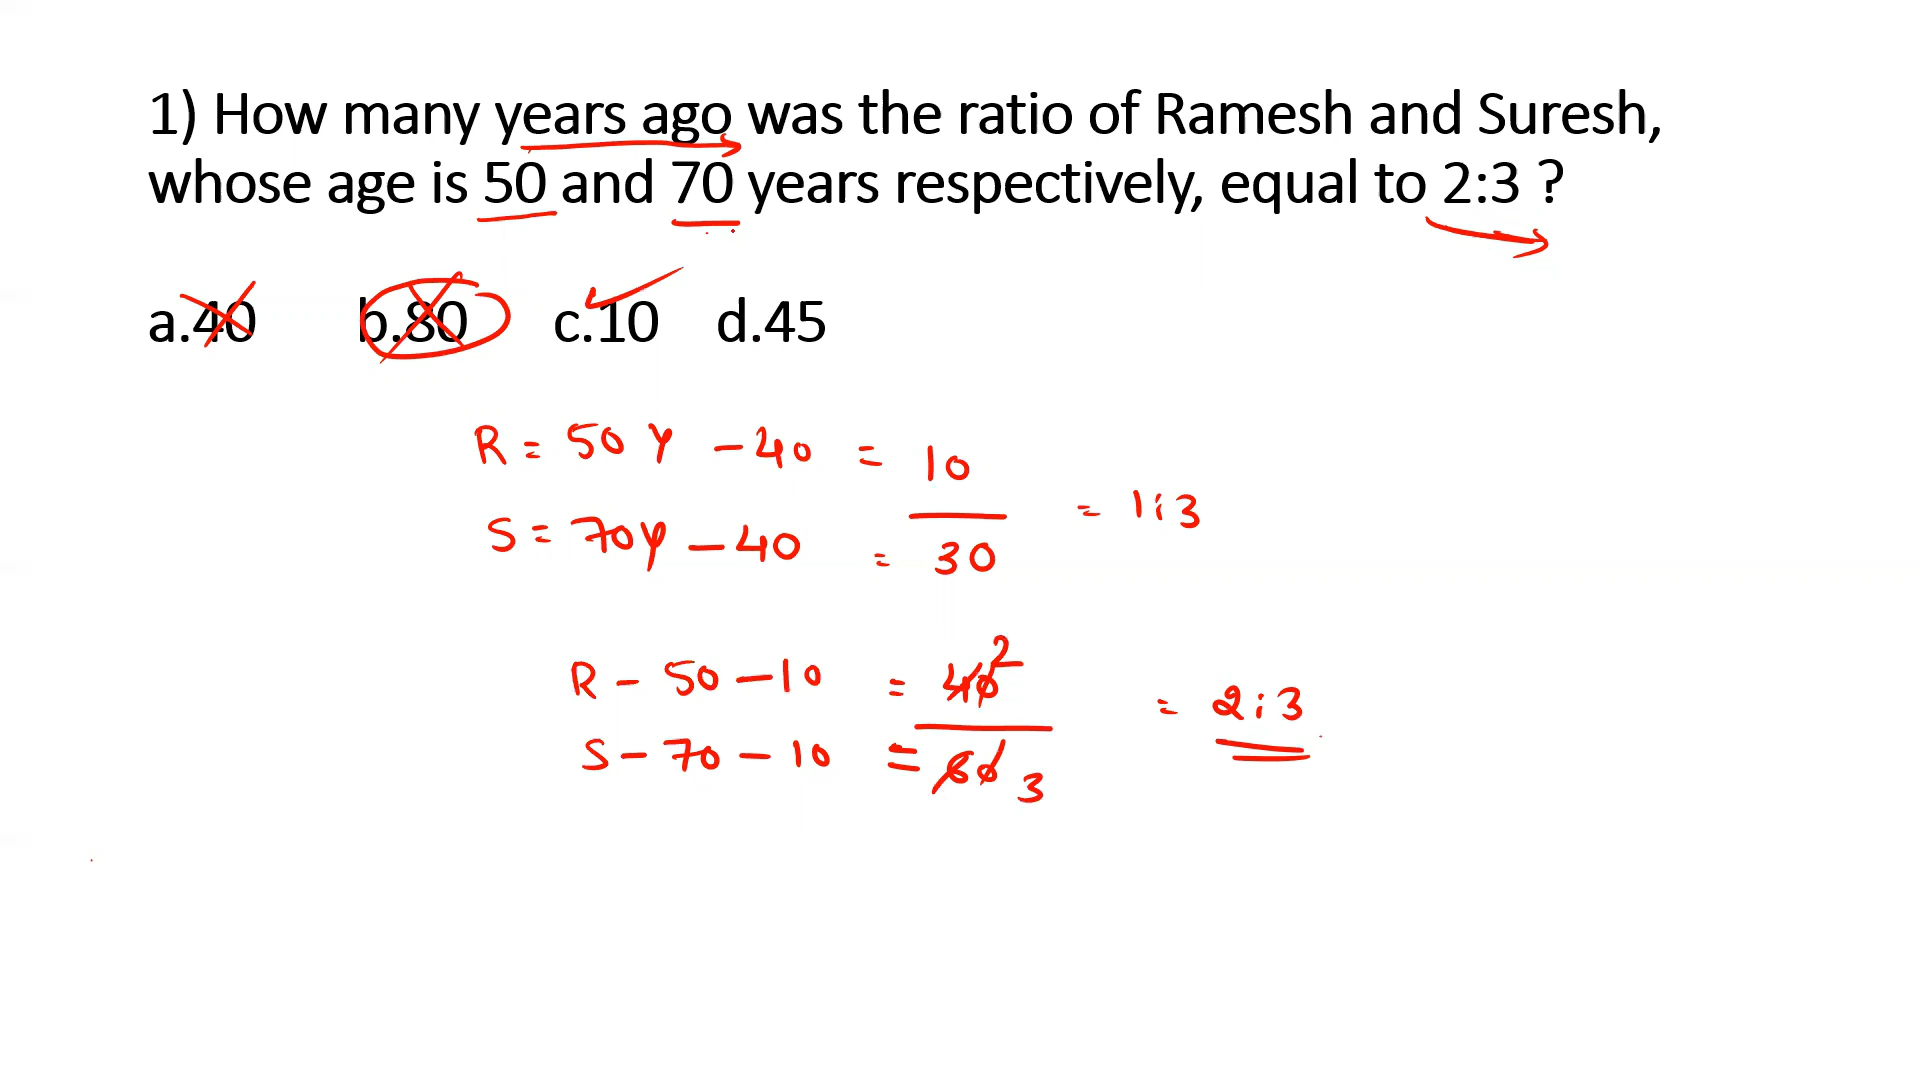 1) How many years ago was the ratio of Ramesh and Suresh,
whose age is 50 and 70 years respectively, equal to 2:3 ?
a.40 b.80 c.10 d.45
R = 50 Y - 40 = 10
= 1:3
S = 70y - 40 = 30
R - 50 - 10 = 40 2
= 2:3
S - 70 - 10 = 60 3